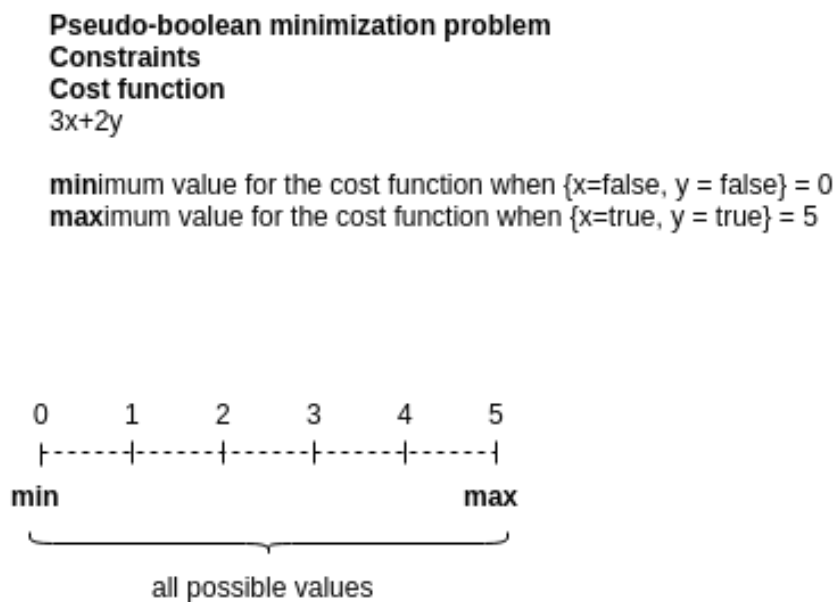 Pseudo-boolean minimization problem
Constraints
Cost function
3x+2y
minimum value for the cost function when {x=false, y = false} = 0
maximum value for the cost function when {x=true, y = true} = 5
0 1 2 3 4 5
min max
all possible values